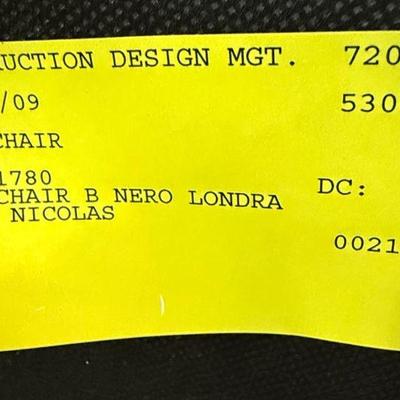 UCTION DESIGN MGT. 720
/09 530
CHAIR
1780
CHAIR B NERO LONDRA DC:
NICOLAS
0021